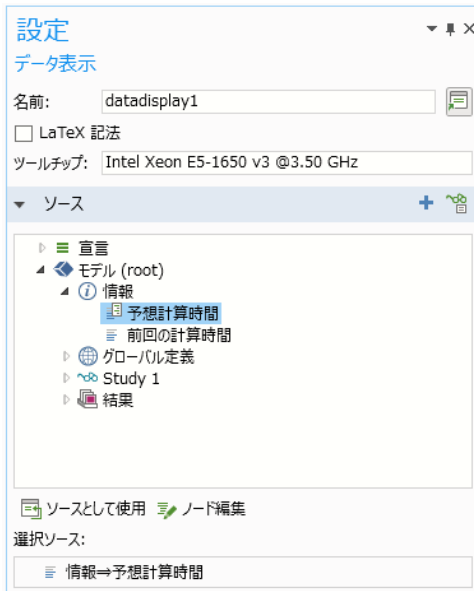 設定
データ表示
名前: datadisplay1
LaTeX 記法
ツールチップ: Intel Xeon E5-1650 v3 @3.50 GHz
ソース
宣言
モデル (root)
情報
予想計算時間
前回の計算時間
グローバル定義
Study 1
結果
ソースとして使用 ノード編集
選択ソース:
情報⇒予想計算時間